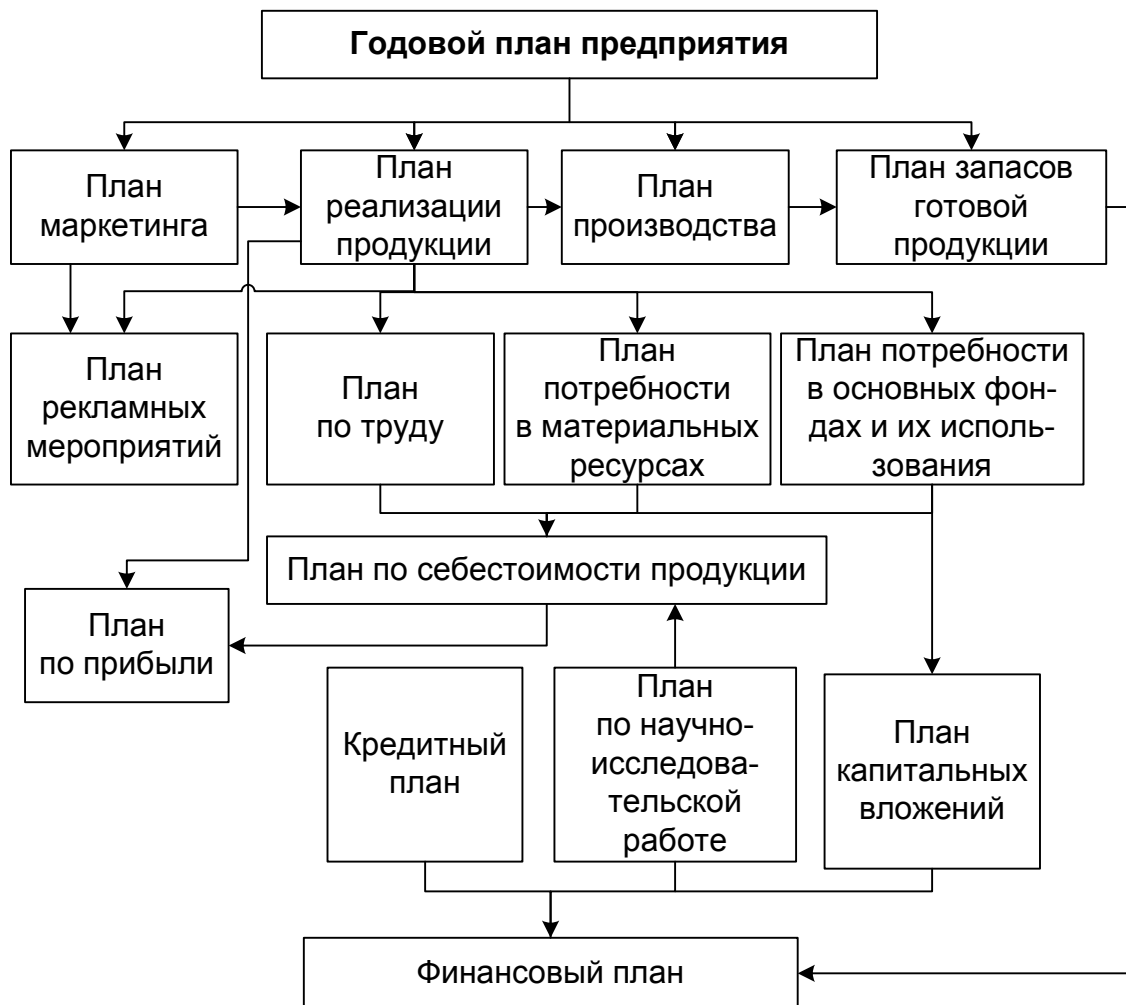 Годовой план предприятия
План
маркетинга
План
реализации
продукции
План
производства
План запасов
готовой
продукции
План
рекламных
мероприятий
План
по труду
План
потребности
в материальных
ресурсах
План потребности
в основных фон-
дах и их исполь-
зования
План по себестоимости продукции
План
по прибыли
Кредитный
план
План
по научно-
исследова-
тельской
работе
План
капитальных
вложений
Финансовый план